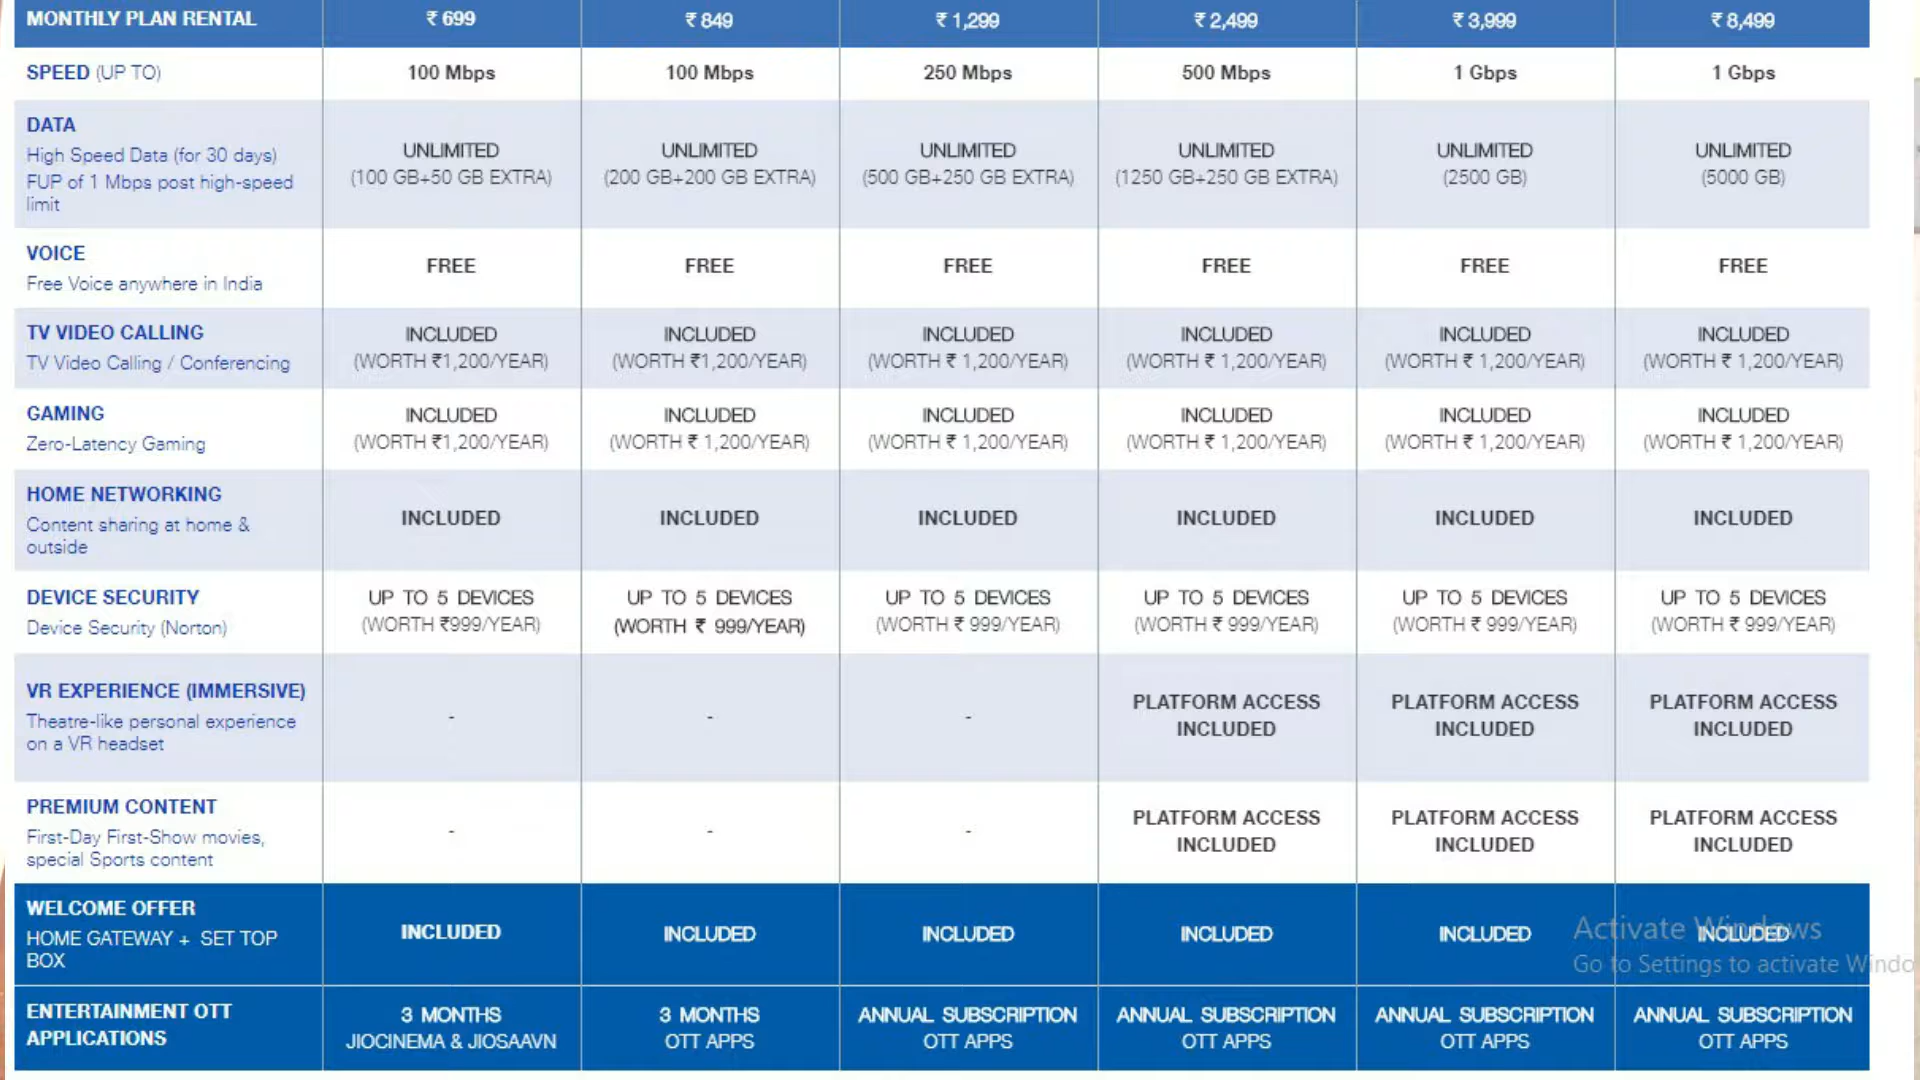 MONTHLY PLAN RENTAL ₹ 699 ₹ 849 ₹ 1,299 ₹ 2,499 ₹ 3,999 ₹ 8,499
SPEED (UP TO) 100 Mbps 100 Mbps 250 Mbps 500 Mbps 1 Gbps 1 Gbps
DATA
High Speed Data (for 30 days)
FUP of 1 Mbps post high-speed
limit
UNLIMITED UNLIMITED UNLIMITED UNLIMITED UNLIMITED UNLIMITED
(100 GB+50 GB EXTRA) (200 GB+200 GB EXTRA) (500 GB+250 GB EXTRA) (1250 GB+250 GB EXTRA) (2500 GB) (5000 GB)
VOICE
Free Voice anywhere in India
FREE FREE FREE FREE FREE FREE
TV VIDEO CALLING
TV Video Calling / Conferencing
INCLUDED INCLUDED INCLUDED INCLUDED INCLUDED INCLUDED
(WORTH ₹1,200/YEAR) (WORTH ₹1,200/YEAR) (WORTH ₹ 1,200/YEAR) (WORTH ₹ 1,200/YEAR) (WORTH ₹ 1,200/YEAR) (WORTH ₹ 1,200/YEAR)
GAMING
Zero-Latency Gaming
INCLUDED INCLUDED INCLUDED INCLUDED INCLUDED INCLUDED
(WORTH ₹1,200/YEAR) (WORTH ₹ 1,200/YEAR) (WORTH ₹ 1,200/YEAR) (WORTH ₹ 1,200/YEAR) (WORTH ₹ 1,200/YEAR) (WORTH ₹ 1,200/YEAR)
HOME NETWORKING
Content sharing at home &
outside
INCLUDED INCLUDED INCLUDED INCLUDED INCLUDED INCLUDED
DEVICE SECURITY
Device Security (Norton)
UP TO 5 DEVICES UP TO 5 DEVICES UP TO 5 DEVICES UP TO 5 DEVICES UP TO 5 DEVICES UP TO 5 DEVICES
(WORTH ₹999/YEAR) (WORTH ₹ 999/YEAR) (WORTH ₹ 999/YEAR) (WORTH ₹ 999/YEAR) (WORTH ₹ 999/YEAR) (WORTH ₹ 999/YEAR)
VR EXPERIENCE (IMMERSIVE)
Theatre-like personal experience
on a VR headset
- - - PLATFORM ACCESS PLATFORM ACCESS PLATFORM ACCESS
INCLUDED INCLUDED INCLUDED
PREMIUM CONTENT
First-Day First-Show movies,
special Sports content
- - - PLATFORM ACCESS PLATFORM ACCESS PLATFORM ACCESS
INCLUDED INCLUDED INCLUDED
WELCOME OFFER
HOME GATEWAY + SET TOP
BOX
INCLUDED INCLUDED INCLUDED INCLUDED INCLUDED INCLUDED
Activate Windows
Go to Settings to activate Windo
ENTERTAINMENT OTT
APPLICATIONS
3 MONTHS 3 MONTHS ANNUAL SUBSCRIPTION ANNUAL SUBSCRIPTION ANNUAL SUBSCRIPTION ANNUAL SUBSCRIPTION
JIOCINEMA & JIOSAAVN OTT APPS OTT APPS OTT APPS OTT APPS OTT APPS